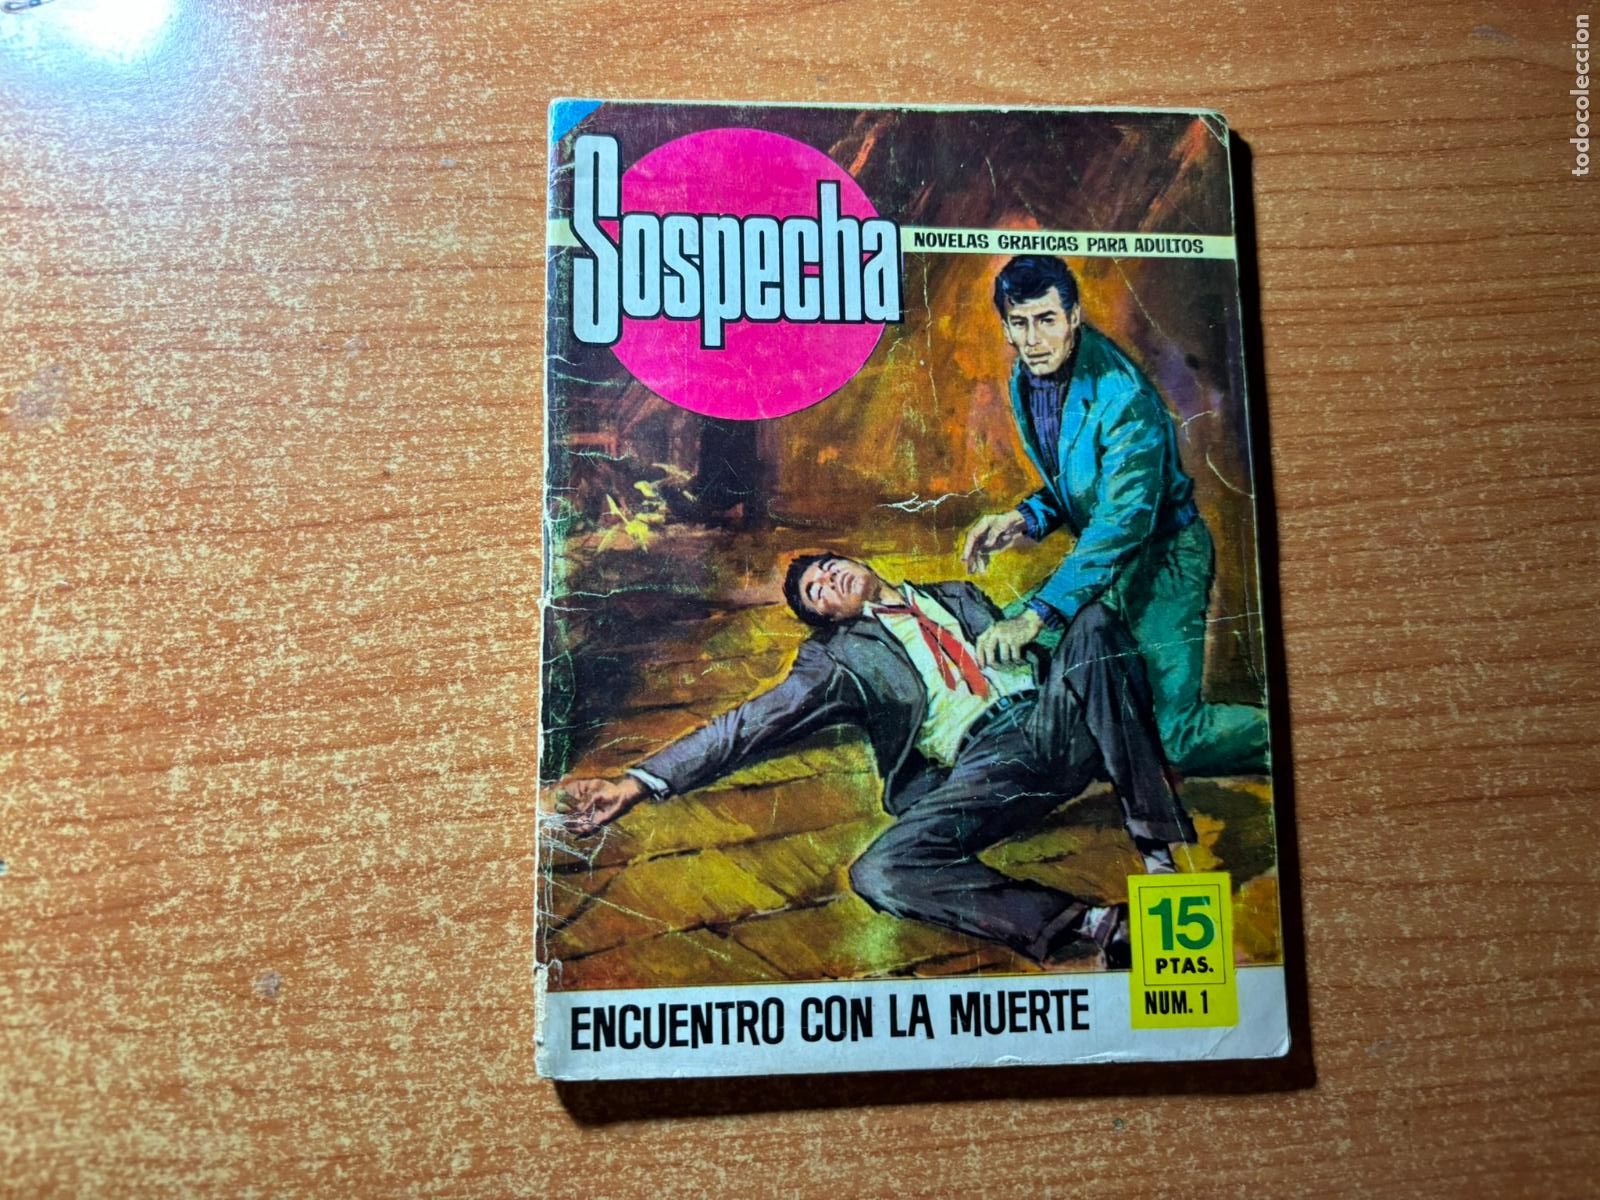 Sospecha
NOVELAS GRAFICAS PARA ADULTOS
15
PTAS.
NUM. 1
ENCUENTRO CON LA MUERTE
todocoleccion